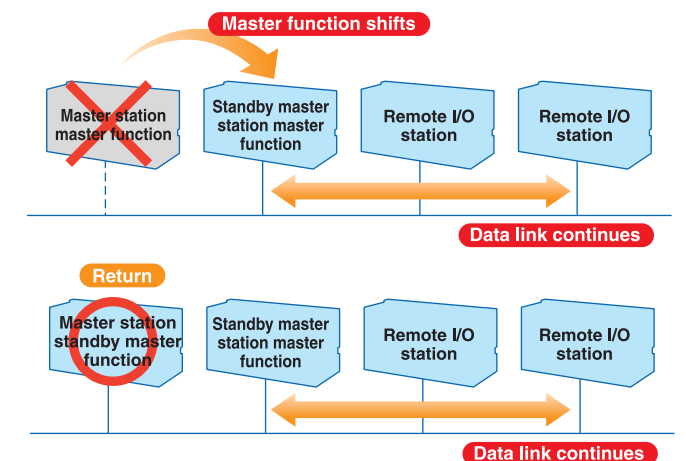 Master function shifts
Master station
master function
Standby master
station master
function
Remote I/O
station
Remote I/O
station
Data link continues
Return
Master station
standby master
function
Standby master
station master
function
Remote I/O
station
Remote I/O
station
Data link continues